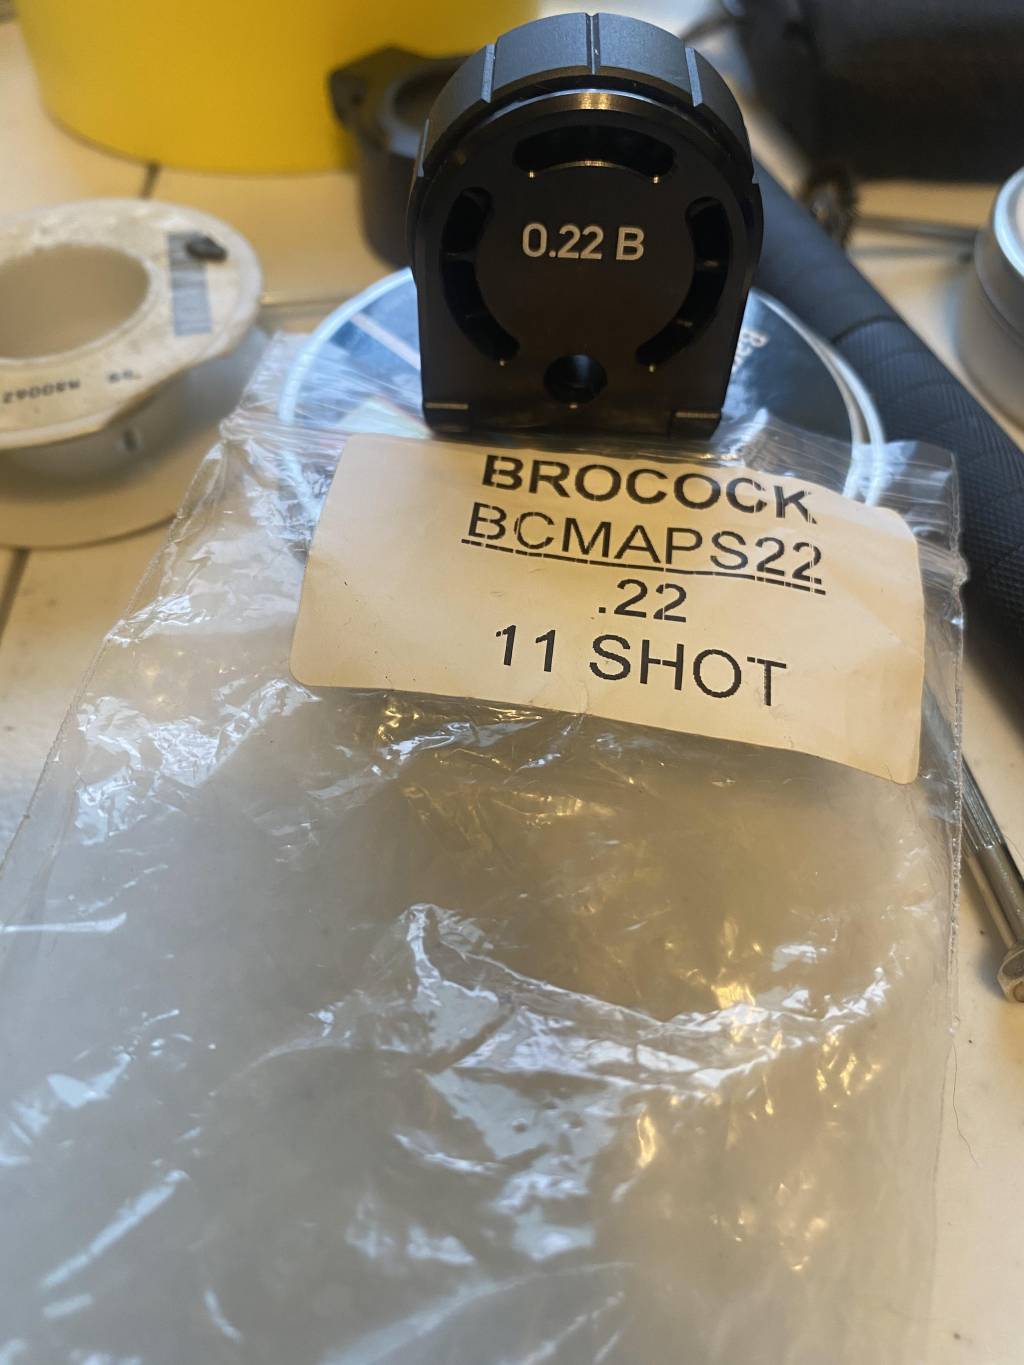 0.22 B
BROCOCK
BCMAPS22
.22
11 SHOT